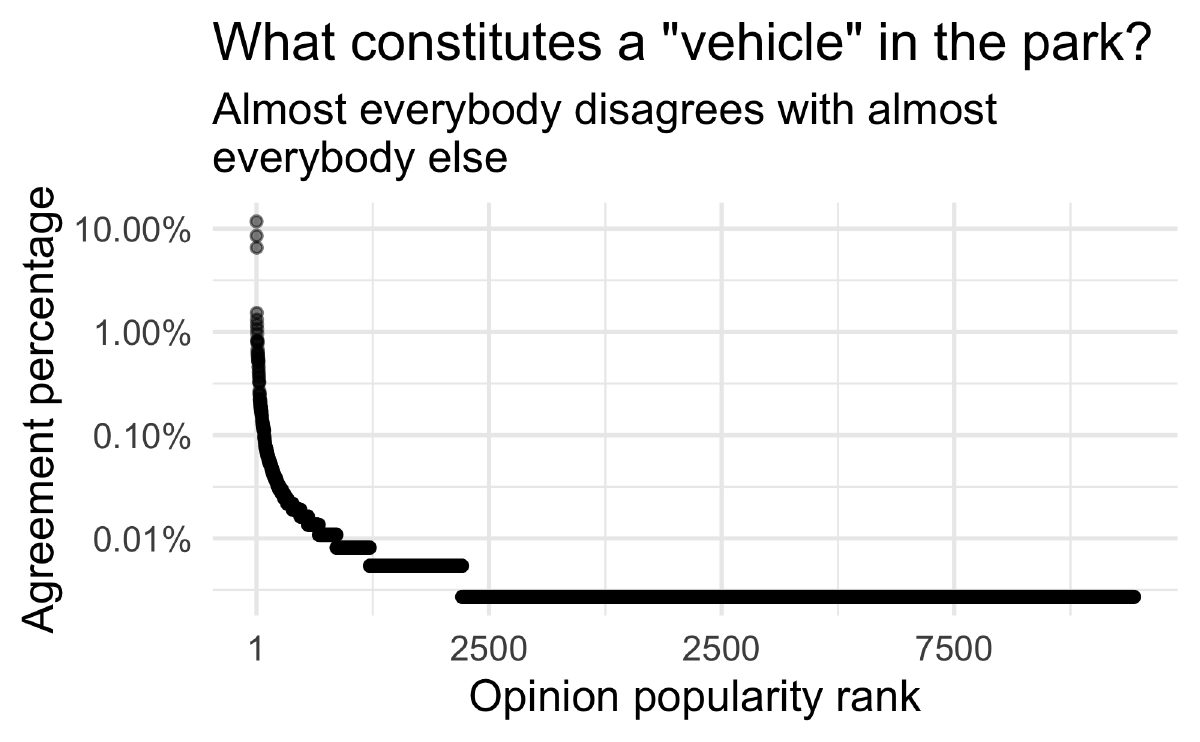 What constitutes a "vehicle" in the park?
Almost everybody disagrees with almost
everybody else
Agreement percentage
10.00%
1.00%
0.10%
0.01%
1
2500
2500
7500
Opinion popularity rank